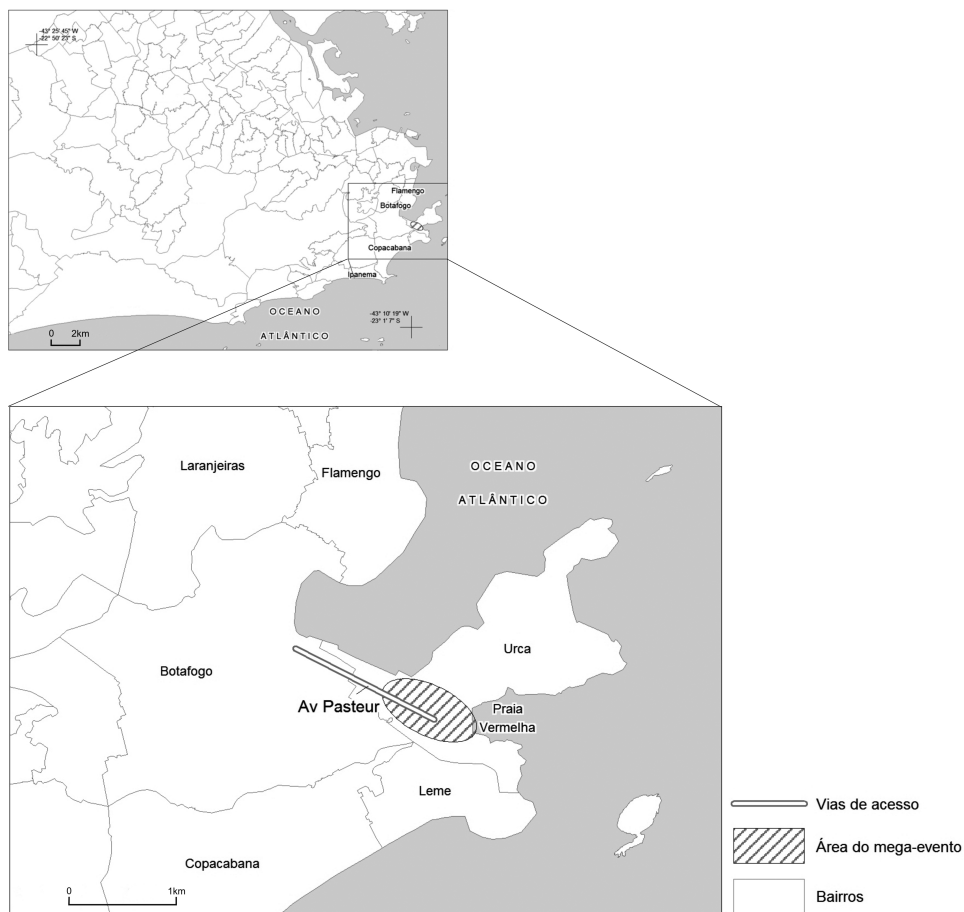 -43° 25' 45" W
-22° 50' 23" S
Flamengo
Botafogo
Copacabana
Ipanema
OCEANO
ATLÂNTICO
-43° 10' 19" W
-23° 1' 7" S
0 2km
Laranjeiras
Flamengo
OCEANO
ATLÂNTICO
Urca
Botafogo
Av Pasteur
Praia
Vermelha
Leme
Copacabana
0 1km
Vias de acesso
Área do mega-evento
Bairros